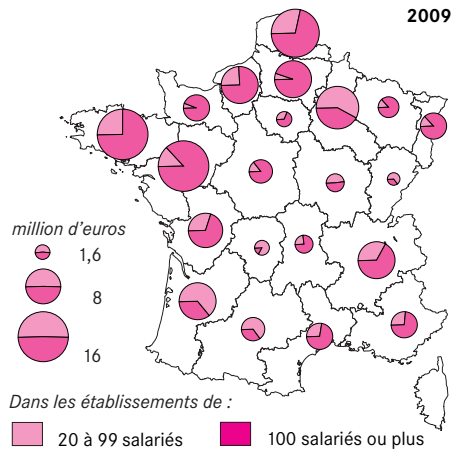 2009
million d'euros
1,6
8
16
Dans les établissements de :
20 à 99 salariés
100 salariés ou plus